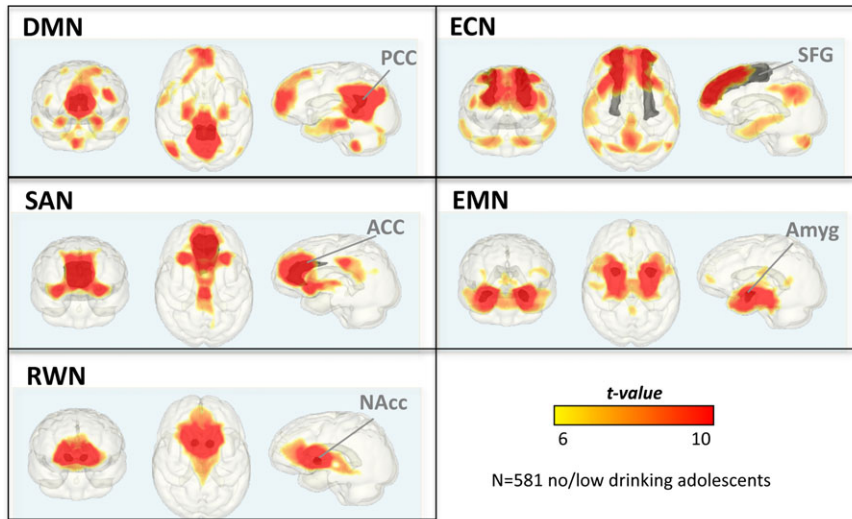 DMN
PCC
ECN
SFG
SAN
ACC
EMN
Amyg
RWN
NAcc
t-value
6 10
N=581 no/low drinking adolescents